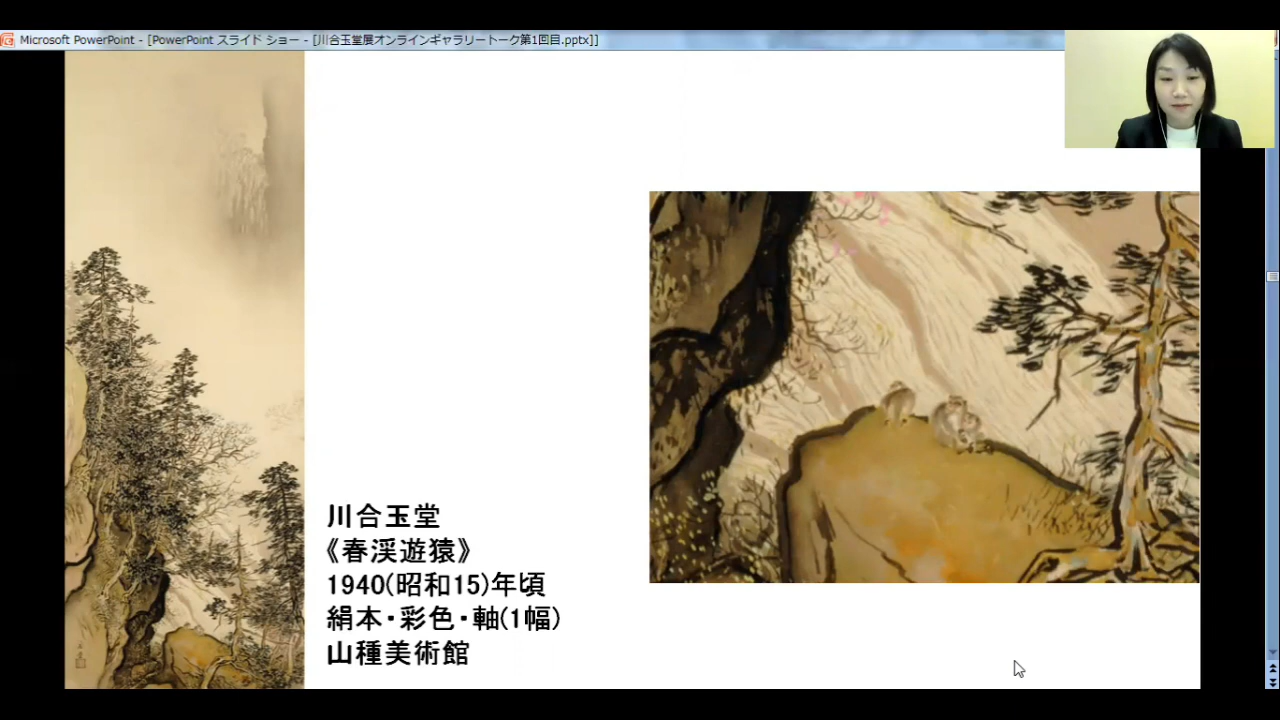 Microsoft PowerPoint - [PowerPoint スライド ショー - [川合玉堂展オンラインギャラリートーク第1回目.pptx]]
川合玉堂
《春渓遊猿》
1940(昭和15)年頃
絹本・彩色・軸(1幅)
山種美術館